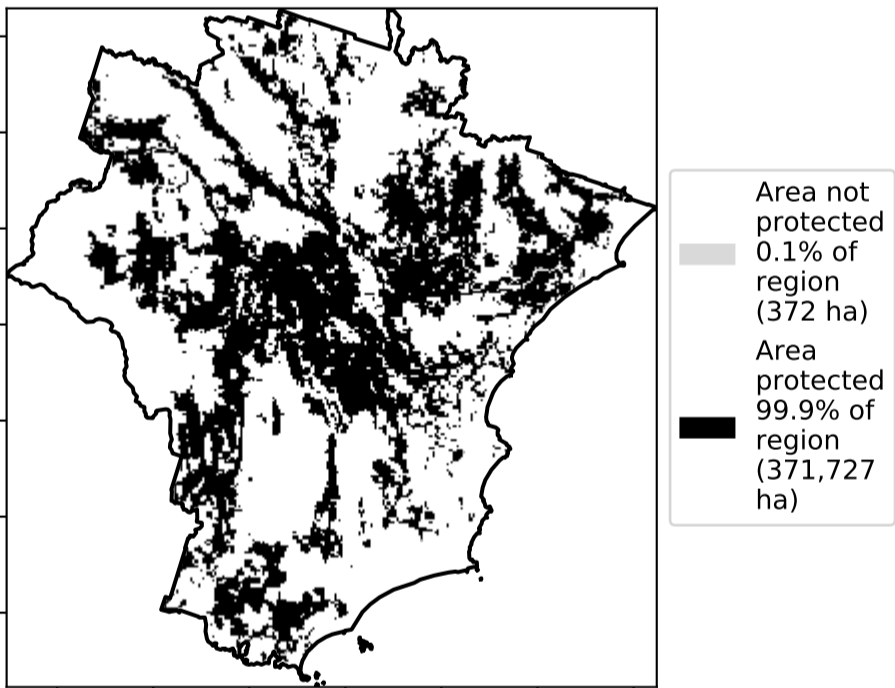 Area not
protected
0.1% of
region
(372 ha)
Area
protected
99.9% of
region
(371,727
ha)